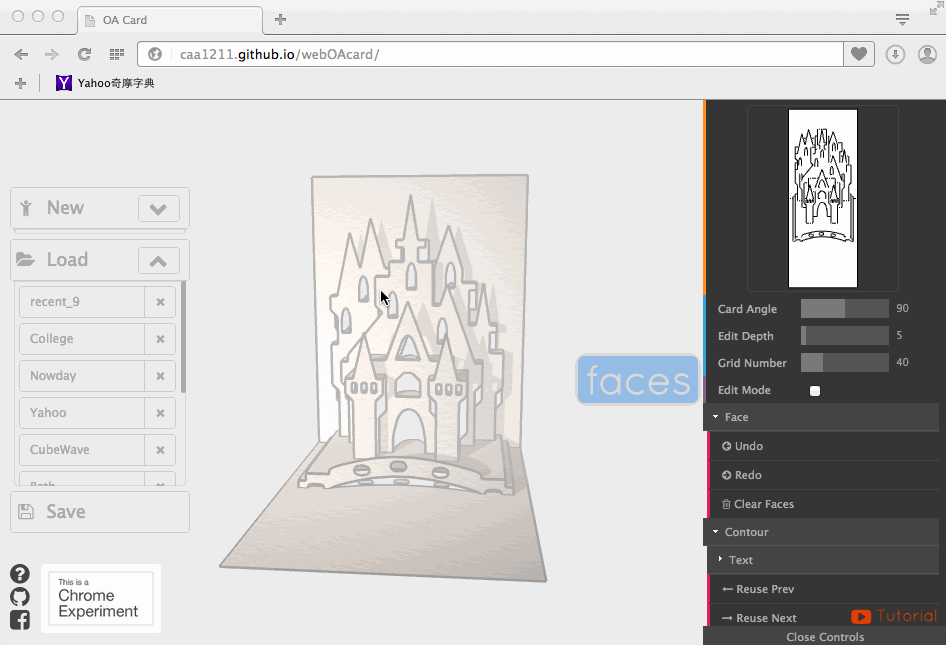 OA Card
caa1211.github.io/webOAcard/
Yahoo奇摩字典
New
Load
recent_9
College
Nowday
Yahoo
CubeWave
Save
This is a
Chrome
Experiment
faces
Card Angle 90
Edit Depth 5
Grid Number 40
Edit Mode
Face
Undo
Redo
Clear Faces
Contour
Text
Reuse Prev
Reuse Next
Tutorial
Close Controls